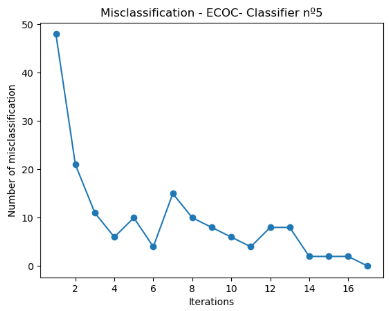 Misclassification - ECOC- Classifier nº5
Number of misclassification
50
40
30
20
10
0
2 4 6 8 10 12 14 16
Iterations